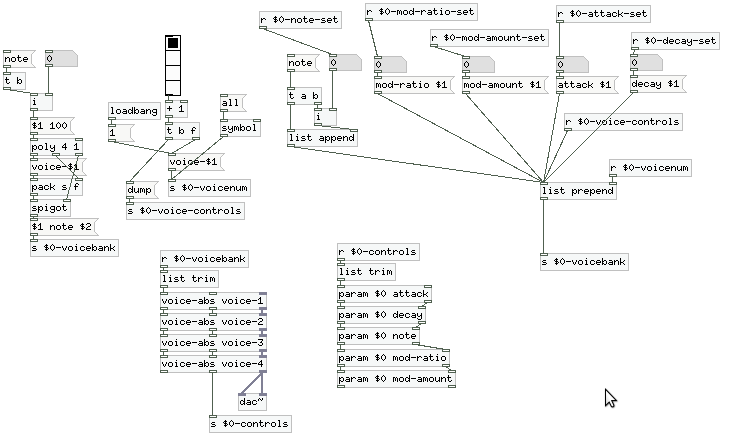 note
0
t b
i
$1 100
poly 4 1
voice-$1
pack s f
spigot
$1 note $2
s $0-voicebank
loadbang
1
+ 1
t b f
all
symbol
voice-$1
dump
s $0-voicenum
s $0-voice-controls
r $0-note-set
note
0
t a b
i
list append
r $0-mod-ratio-set
0
mod-ratio $1
r $0-mod-amount-set
0
mod-amount $1
r $0-attack-set
0
attack $1
r $0-decay-set
0
decay $1
r $0-voice-controls
r $0-voicenum
list prepend
s $0-voicebank
r $0-voicebank
list trim
voice-abs voice-1
voice-abs voice-2
voice-abs voice-3
voice-abs voice-4
dac~
s $0-controls
r $0-controls
list trim
param $0 attack
param $0 decay
param $0 note
param $0 mod-ratio
param $0 mod-amount